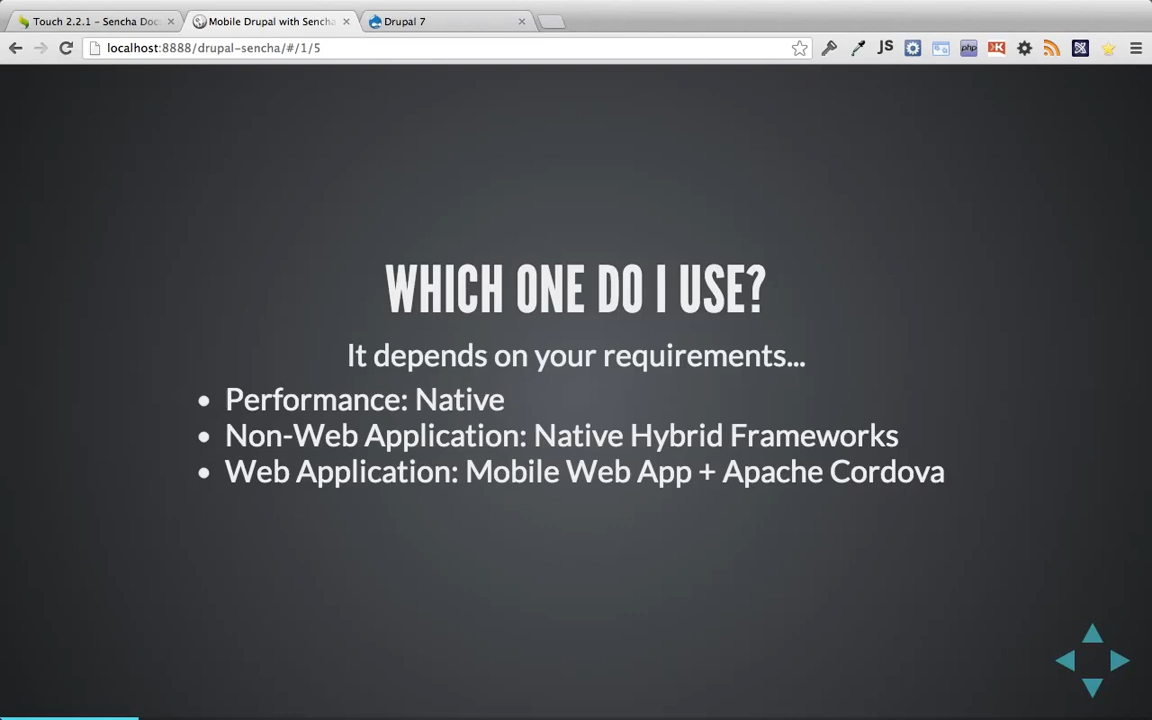 Touch 2.2.1 – Sencha Doc
Mobile Drupal with Sencha
Drupal 7
localhost:8888/drupal-sencha/#/1/5
JS
php
K
WHICH ONE DO I USE?
It depends on your requirements...
Performance: Native
Non-Web Application: Native Hybrid Frameworks
Web Application: Mobile Web App + Apache Cordova